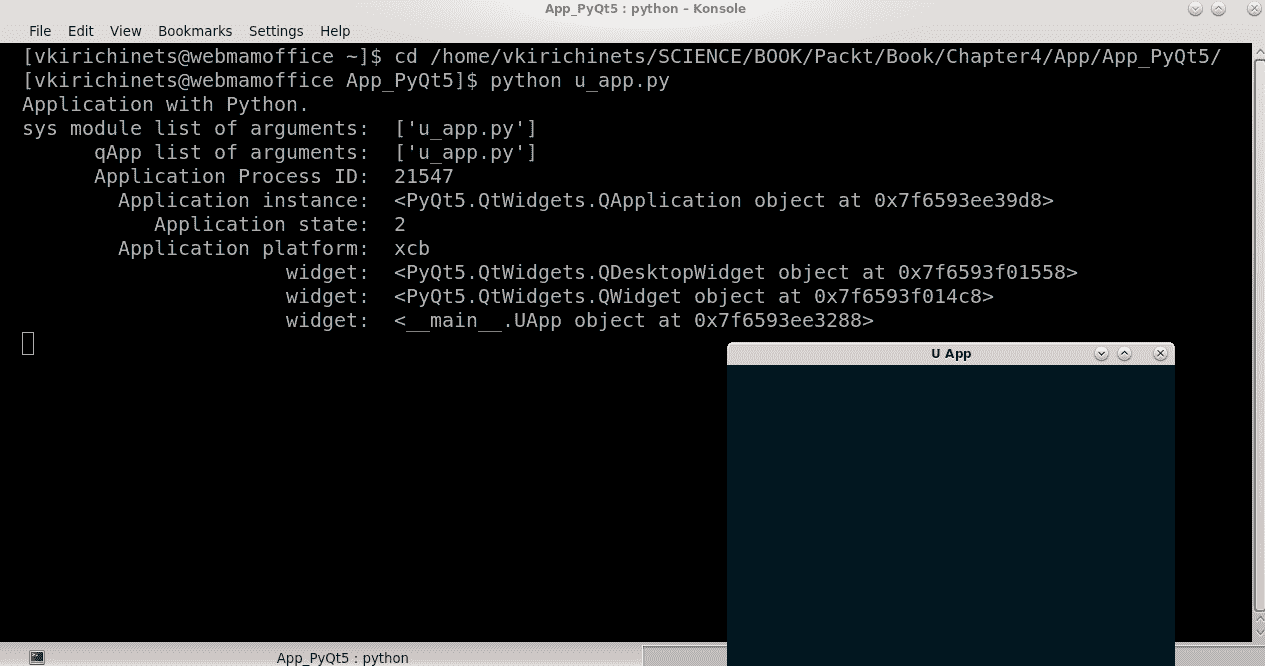 App_PyQt5 : python – Konsole
File Edit View Bookmarks Settings Help
[vkirichinets@webmamoffice ~]$ cd /home/vkirichinets/SCIENCE/BOOK/Packt/Book/Chapter4/App/App_PyQt5/
[vkirichinets@webmamoffice App_PyQt5]$ python u_app.py
Application with Python.
sys module list of arguments:  ['u_app.py']
      qApp list of arguments:  ['u_app.py']
      Application Process ID:  21547
        Application instance:  <PyQt5.QtWidgets.QApplication object at 0x7f6593ee39d8>
           Application state:  2
        Application platform:  xcb
                      widget:  <PyQt5.QtWidgets.QDesktopWidget object at 0x7f6593f01558>
                      widget:  <PyQt5.QtWidgets.QWidget object at 0x7f6593f014c8>
                      widget:  <__main__.UApp object at 0x7f6593ee3288>
U App
App_PyQt5 : python